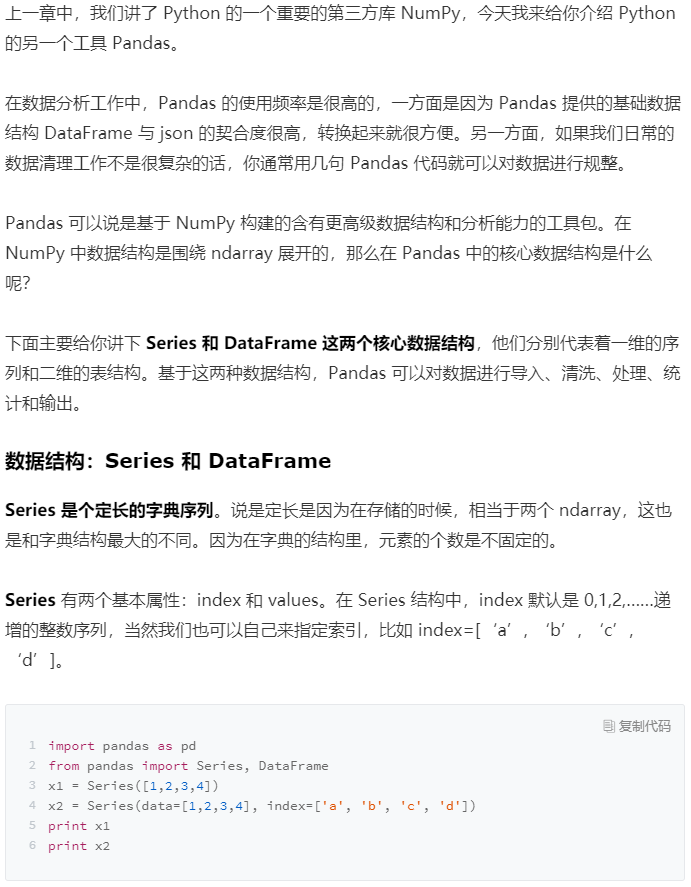 上一章中，我们讲了 Python 的一个重要的第三方库 NumPy，今天我来给你介绍 Python
的另一个工具 Pandas。
在数据分析工作中，Pandas 的使用频率是很高的，一方面是因为 Pandas 提供的基础数据
结构 DataFrame 与 json 的契合度很高，转换起来就很方便。另一方面，如果我们日常的
数据清理工作不是很复杂的话，你通常用几句 Pandas 代码就可以对数据进行规整。
Pandas 可以说是基于 NumPy 构建的含有更高级数据结构和分析能力的工具包。在
NumPy 中数据结构是围绕 ndarray 展开的，那么在 Pandas 中的核心数据结构是什么
呢？
下面主要给你讲下 Series 和 DataFrame 这两个核心数据结构，他们分别代表着一维的序
列和二维的表结构。基于这两种数据结构，Pandas 可以对数据进行导入、清洗、处理、统
计和输出。
数据结构：Series 和 DataFrame
Series 是个定长的字典序列。说是定长是因为在存储的时候，相当于两个 ndarray，这也
是和字典结构最大的不同。因为在字典的结构里，元素的个数是不固定的。
Series 有两个基本属性：index 和 values。在 Series 结构中，index 默认是 0,1,2,……递
增的整数序列，当然我们也可以自己来指定索引，比如 index=[‘a’，‘b’，‘c’，
‘d’]。
复制代码
1 import pandas as pd
2 from pandas import Series, DataFrame
3 x1 = Series([1,2,3,4])
4 x2 = Series(data=[1,2,3,4], index=['a', 'b', 'c', 'd'])
5 print x1
6 print x2